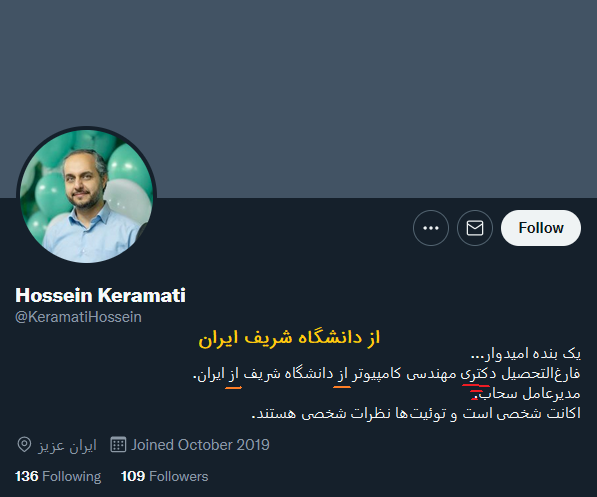 Follow
Hossein Keramati
@KeramatiHossein
از دانشگاه شریف ایران
یک بنده امیدوار...
فارغ‌التحصیل دکتری مهندسی کامپیوتر از دانشگاه شریف از ایران.
مدیرعامل سحاب.
اکانت شخصی است و توئیت‌ها نظرات شخصی هستند.
ایران عزیز Joined October 2019
136 Following 109 Followers